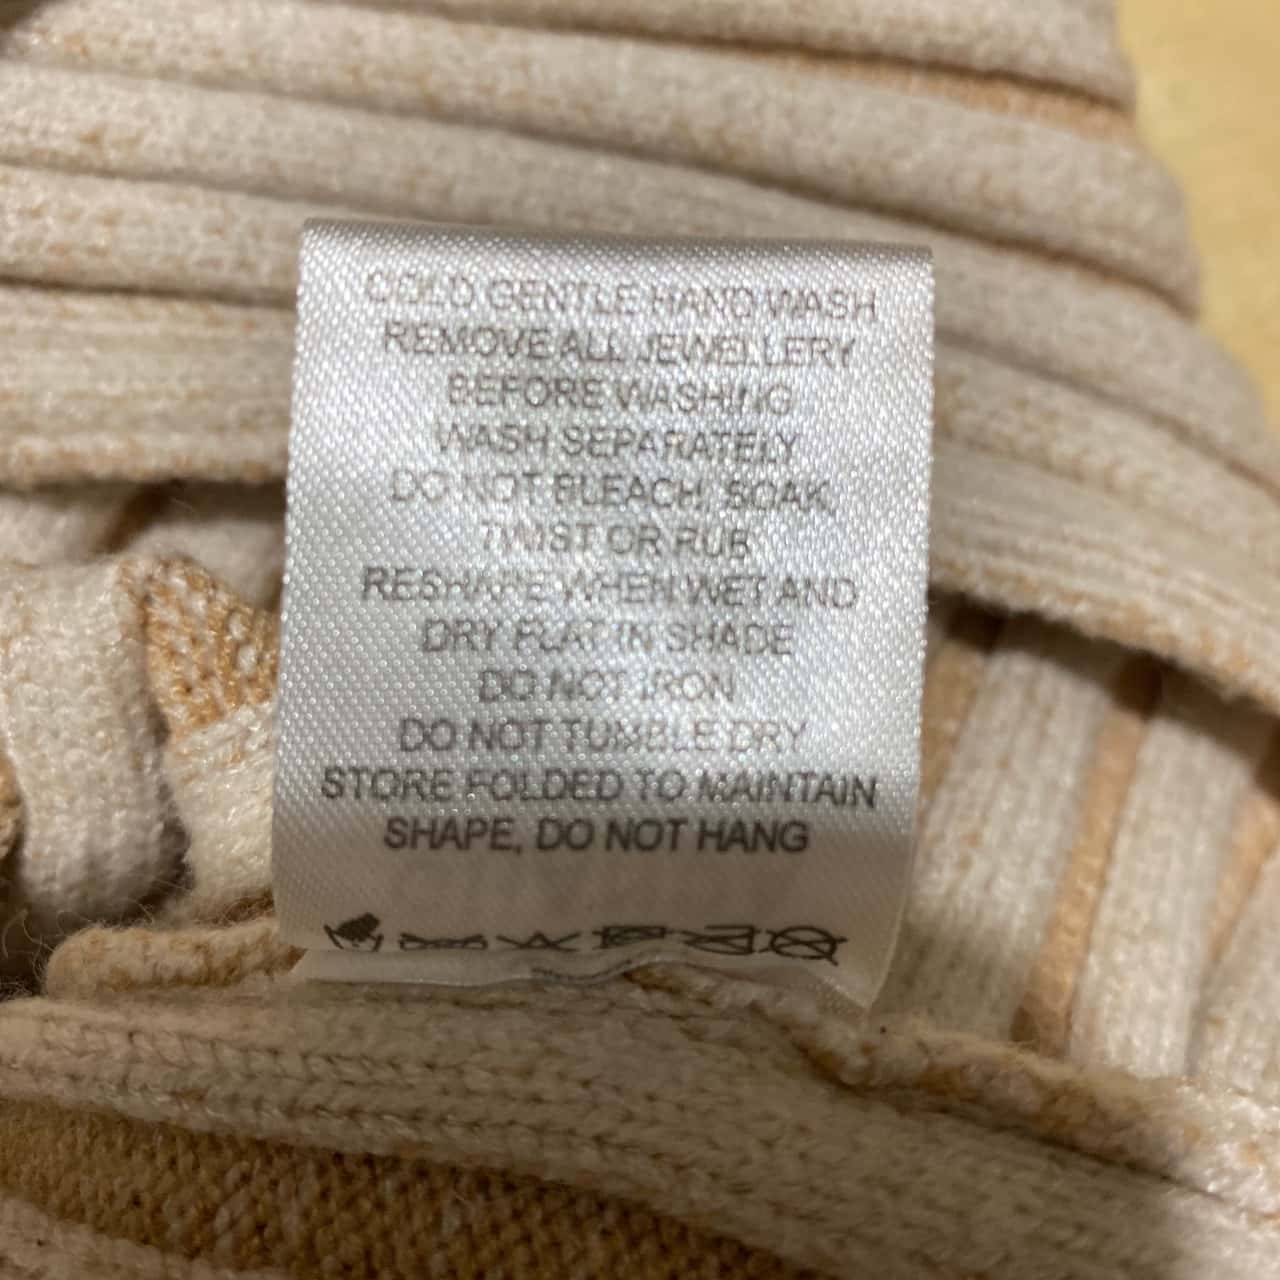 COLD GENTLE HAND WASH
REMOVE ALL JEWELLERY
BEFORE WASHING
WASH SEPARATELY
DO NOT BLEACH, SOAK,
TWIST OR RUB
RESHAPE WHEN WET AND
DRY FLAT IN SHADE
DO NOT IRON
DO NOT TUMBLE DRY
STORE FOLDED TO MAINTAIN
SHAPE, DO NOT HANG